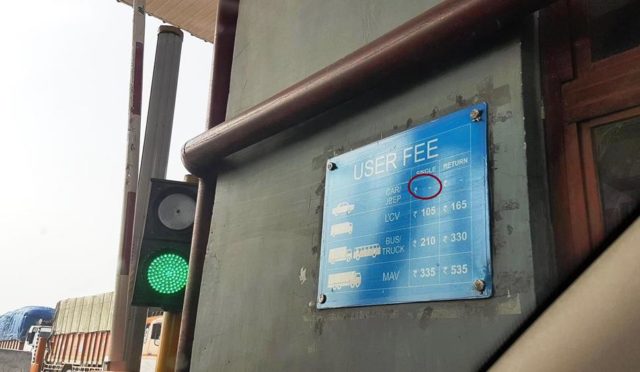 USER FEE
SINGLE RETURN
CAR/
JEEP - -
LCV ₹ 105 ₹ 165
BUS/
TRUCK ₹ 210 ₹ 330
MAV ₹ 335 ₹ 535